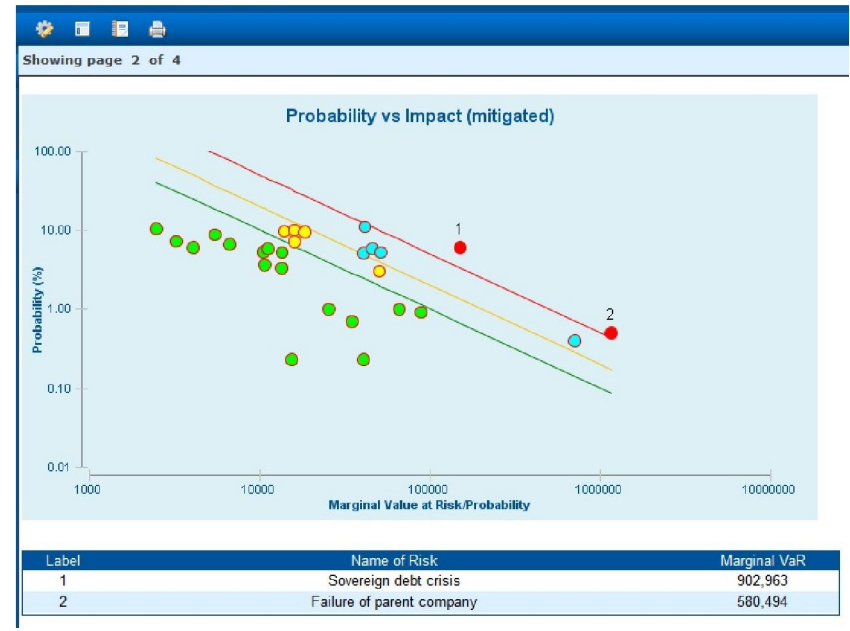 Showing page 2 of 4
Probability vs Impact (mitigated)
100.00
10.00
1.00
0.10
0.01
Probability (%)
1
2
1000 10000 100000 1000000 10000000
Marginal Value at Risk/Probability
Label Name of Risk Marginal VaR
1 Sovereign debt crisis 902,963
2 Failure of parent company 580,494